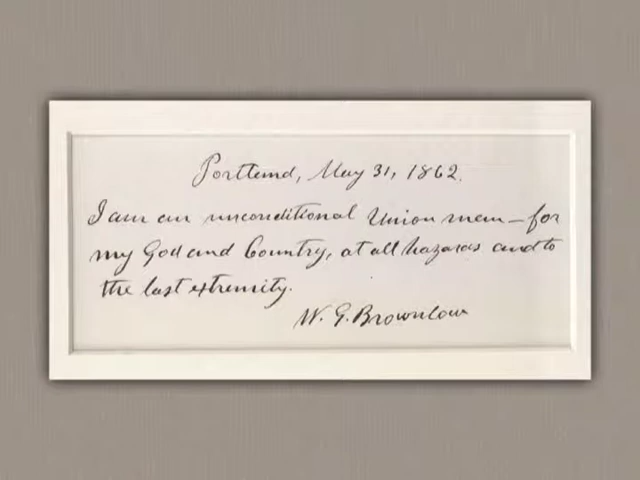 Portland, May 31, 1862.
I am an unconditional Union man — for
my God and Country, at all hazards and to
the last extremity.
W. G. Brownlow